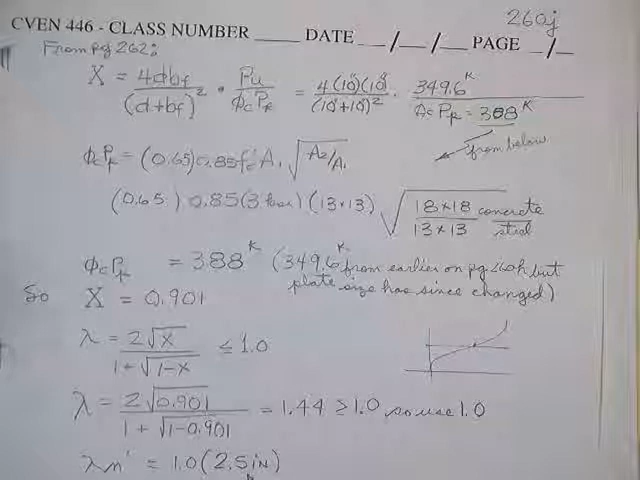 260j
CVEN 446 - CLASS NUMBER ____ DATE __/__/__ PAGE __/__
From pg 262:
X = 4dbf/(d+bf)² • Pu/ΦcPp = 4(10")(10")/(10"+10")² · 349.6ᴷ/ΦcPp = 388ᴷ
from below
ΦcPp = (0.65)0.85f'c A₁ √(A₂/A₁)
(0.65) 0.85(3 ksi)(13×13) √(18×18 concrete/13×13 steel)
ΦcPp = 388ᴷ (349.6ᴷ from earlier on pg 260h but
plate size has since changed)
So X = 0.901
λ = 2√x/(1+√(1-x)) ≤ 1.0
λ = 2√0.901/(1+√(1-0.901)) = 1.44 ≥ 1.0 so use 1.0
λn' = 1.0(2.5in)